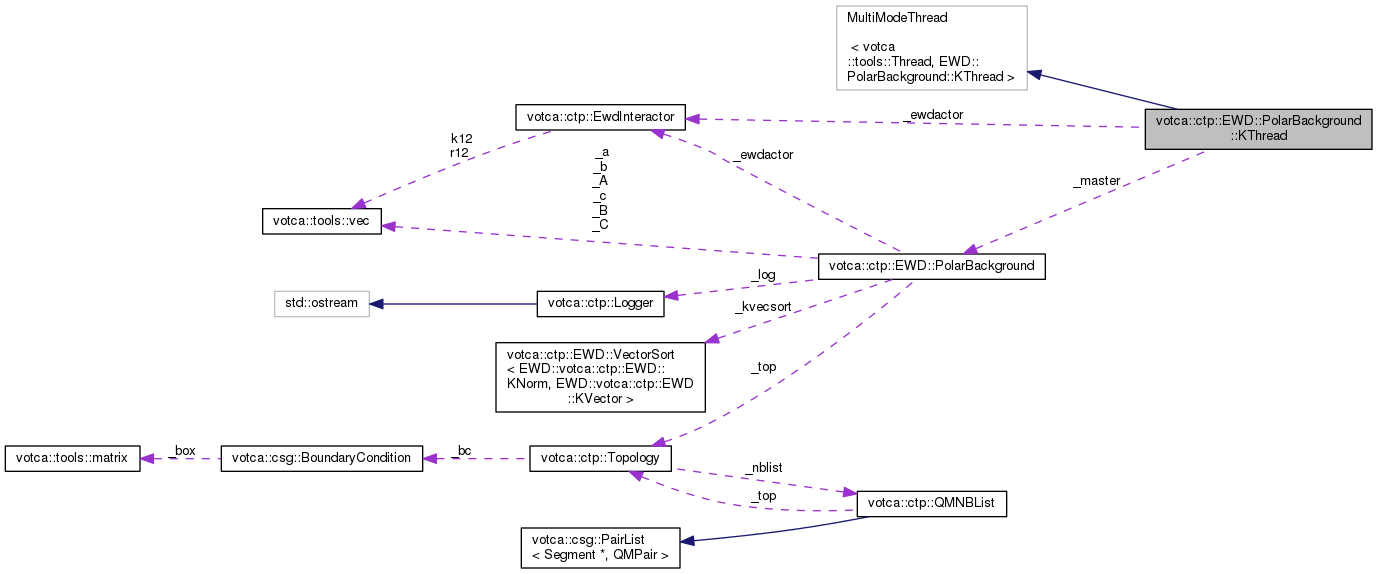 MultiModeThread
< votca
::tools::Thread, EWD::
PolarBackground::KThread >
votca::ctp::EwdInteractor
_ewdactor
votca::ctp::EWD::PolarBackground
::KThread
k12
r12
_a
_b
_A
_c
_B
_C
_ewdactor
_master
votca::tools::vec
votca::ctp::EWD::PolarBackground
_log
std::ostream
votca::ctp::Logger
_kvecsort
votca::ctp::EWD::VectorSort
< EWD::votca::ctp::EWD::
KNorm, EWD::votca::ctp::EWD
::KVector >
_top
votca::tools::matrix
_box
votca::csg::BoundaryCondition
_bc
votca::ctp::Topology
_nblist
_top
votca::ctp::QMNBList
votca::csg::PairList
< Segment *, QMPair >